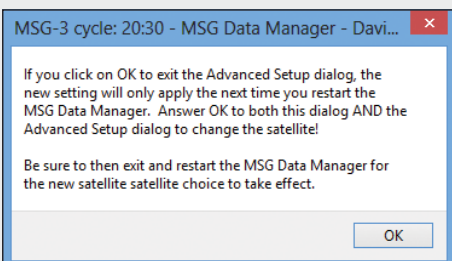 MSG-3 cycle: 20:30 - MSG Data Manager - Davi...
If you click on OK to exit the Advanced Setup dialog, the
new setting will only apply the next time you restart the
MSG Data Manager.  Answer OK to both this dialog AND the
Advanced Setup dialog to change the satellite!
Be sure to then exit and restart the MSG Data Manager for
the new satellite satellite choice to take effect.
OK